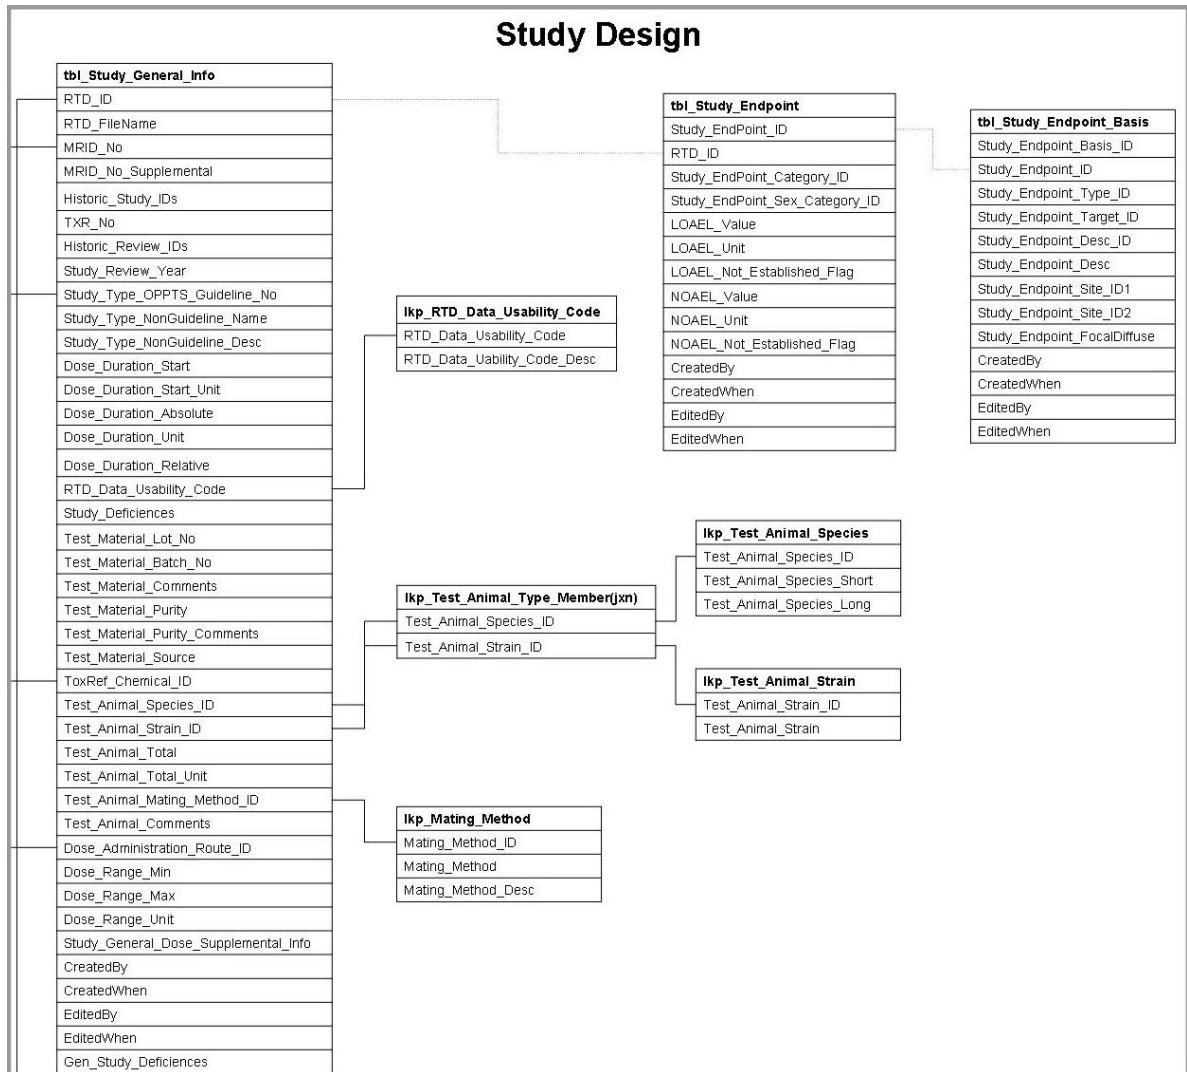 Study Design
tbl_Study_General_Info
RTD_ID
RTD_FileName
MRID_No
MRID_No_Supplemental
Historic_Study_IDs
TXR_No
Historic_Review_IDs
Study_Review_Year
Study_Type_OPPTS_Guideline_No
Study_Type_NonGuideline_Name
Study_Type_NonGuideline_Desc
Dose_Duration_Start
Dose_Duration_Start_Unit
Dose_Duration_Absolute
Dose_Duration_Unit
Dose_Duration_Relative
RTD_Data_Usability_Code
Study_Deficiences
Test_Material_Lot_No
Test_Material_Batch_No
Test_Material_Comments
Test_Material_Purity
Test_Material_Purity_Comments
Test_Material_Source
ToxRef_Chemical_ID
Test_Animal_Species_ID
Test_Animal_Strain_ID
Test_Animal_Total
Test_Animal_Total_Unit
Test_Animal_Mating_Method_ID
Test_Animal_Comments
Dose_Administration_Route_ID
Dose_Range_Min
Dose_Range_Max
Dose_Range_Unit
Study_General_Dose_Supplemental_Info
CreatedBy
CreatedWhen
EditedBy
EditedWhen
Gen_Study_Deficiences
lkp_RTD_Data_Usability_Code
RTD_Data_Usability_Code
RTD_Data_Uability_Code_Desc
lkp_Test_Animal_Type_Member(jxn)
Test_Animal_Species_ID
Test_Animal_Strain_ID
lkp_Mating_Method
Mating_Method_ID
Mating_Method
Mating_Method_Desc
tbl_Study_Endpoint
Study_EndPoint_ID
RTD_ID
Study_EndPoint_Category_ID
Study_EndPoint_Sex_Category_ID
LOAEL_Value
LOAEL_Unit
LOAEL_Not_Established_Flag
NOAEL_Value
NOAEL_Unit
NOAEL_Not_Established_Flag
CreatedBy
CreatedWhen
EditedBy
EditedWhen
lkp_Test_Animal_Species
Test_Animal_Species_ID
Test_Animal_Species_Short
Test_Animal_Species_Long
lkp_Test_Animal_Strain
Test_Animal_Strain_ID
Test_Animal_Strain
tbl_Study_Endpoint_Basis
Study_Endpoint_Basis_ID
Study_Endpoint_ID
Study_Endpoint_Type_ID
Study_Endpoint_Target_ID
Study_Endpoint_Desc_ID
Study_Endpoint_Desc
Study_Endpoint_Site_ID1
Study_Endpoint_Site_ID2
Study_Endpoint_FocalDiffuse
CreatedBy
CreatedWhen
EditedBy
EditedWhen